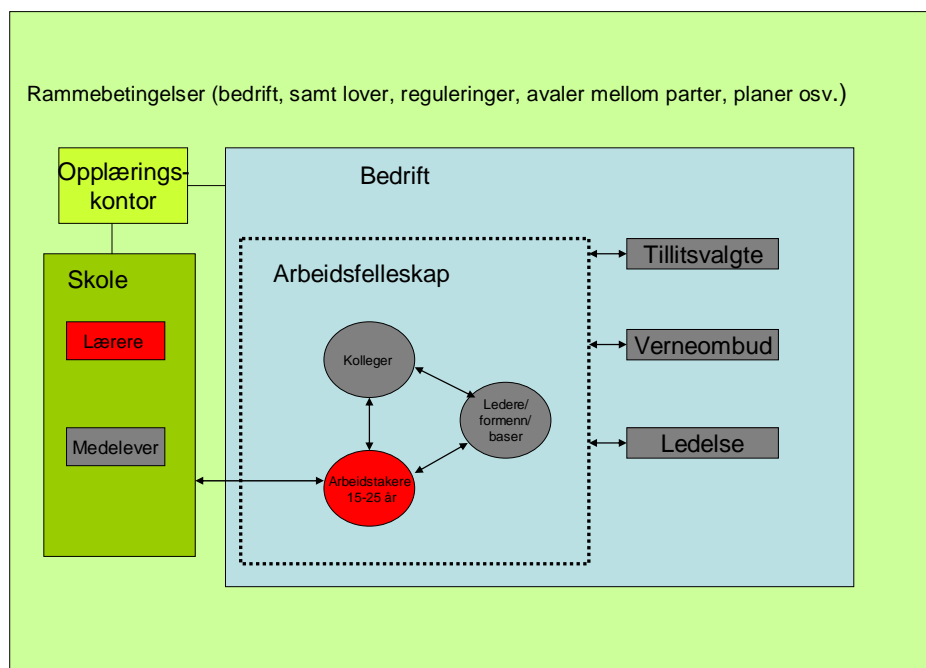 Rammebetingelser (bedrift, samt lover, reguleringer, avaler mellom parter, planer osv.)
Opplærings-
kontor
Bedrift
Skole
Lærere
Medelever
Arbeidsfelleskap
Kolleger
Ledere/
formenn/
baser
Arbeidstakere
15-25 år
Tillitsvalgte
Verneombud
Ledelse